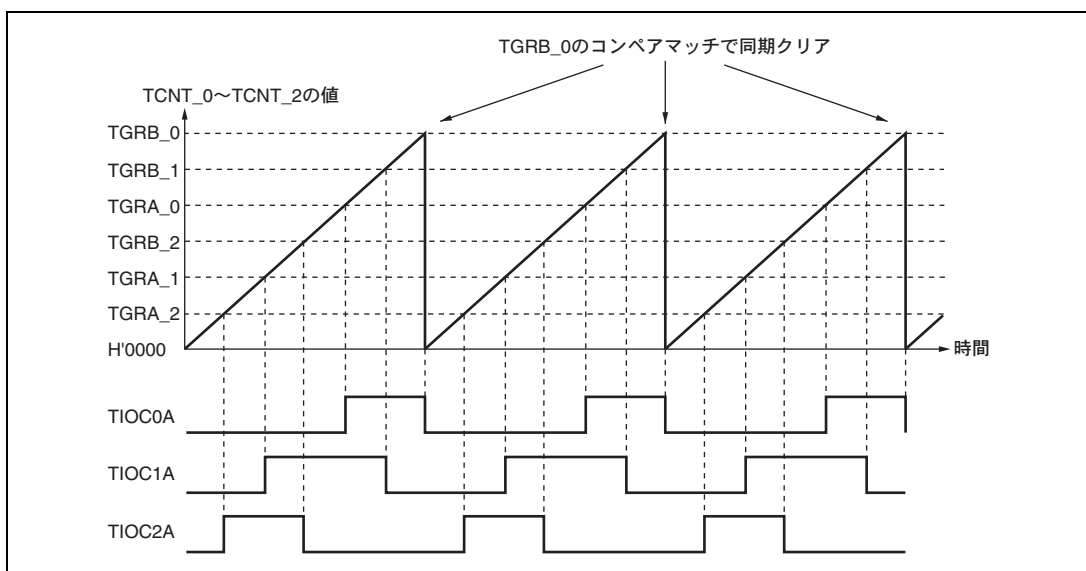 TGRB_0のコンペアマッチで同期クリア
TCNT_0～TCNT_2の値
TGRB_0
TGRB_1
TGRA_0
TGRB_2
TGRA_1
TGRA_2
H'0000
時間
TIOC0A
TIOC1A
TIOC2A